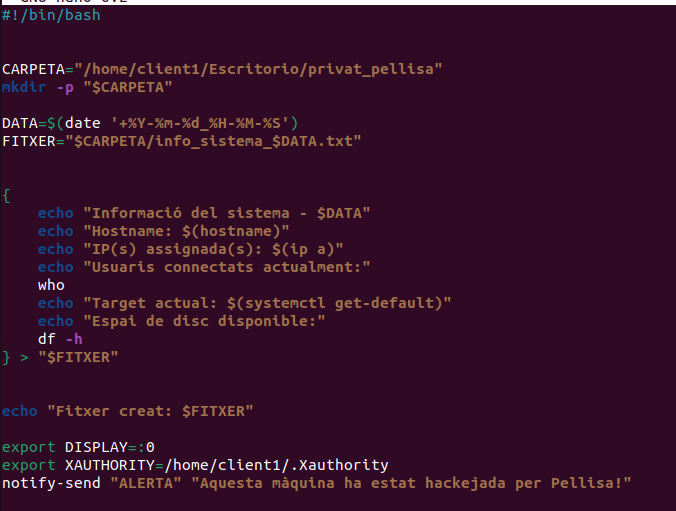 #!/bin/bash
CARPETA="/home/client1/Escritorio/privat_pellisa"
mkdir -p "$CARPETA"
DATA=$(date '+%Y-%m-%d_%H-%M-%S')
FITXER="$CARPETA/info_sistema_$DATA.txt"
{
    echo "Informació del sistema - $DATA"
    echo "Hostname: $(hostname)"
    echo "IP(s) assignada(s): $(ip a)"
    echo "Usuaris connectats actualment:"
    who
    echo "Target actual: $(systemctl get-default)"
    echo "Espai de disc disponible:"
    df -h
} > "$FITXER"
echo "Fitxer creat: $FITXER"
export DISPLAY=:0
export XAUTHORITY=/home/client1/.Xauthority
notify-send "ALERTA" "Aquesta màquina ha estat hackejada per Pellisa!"